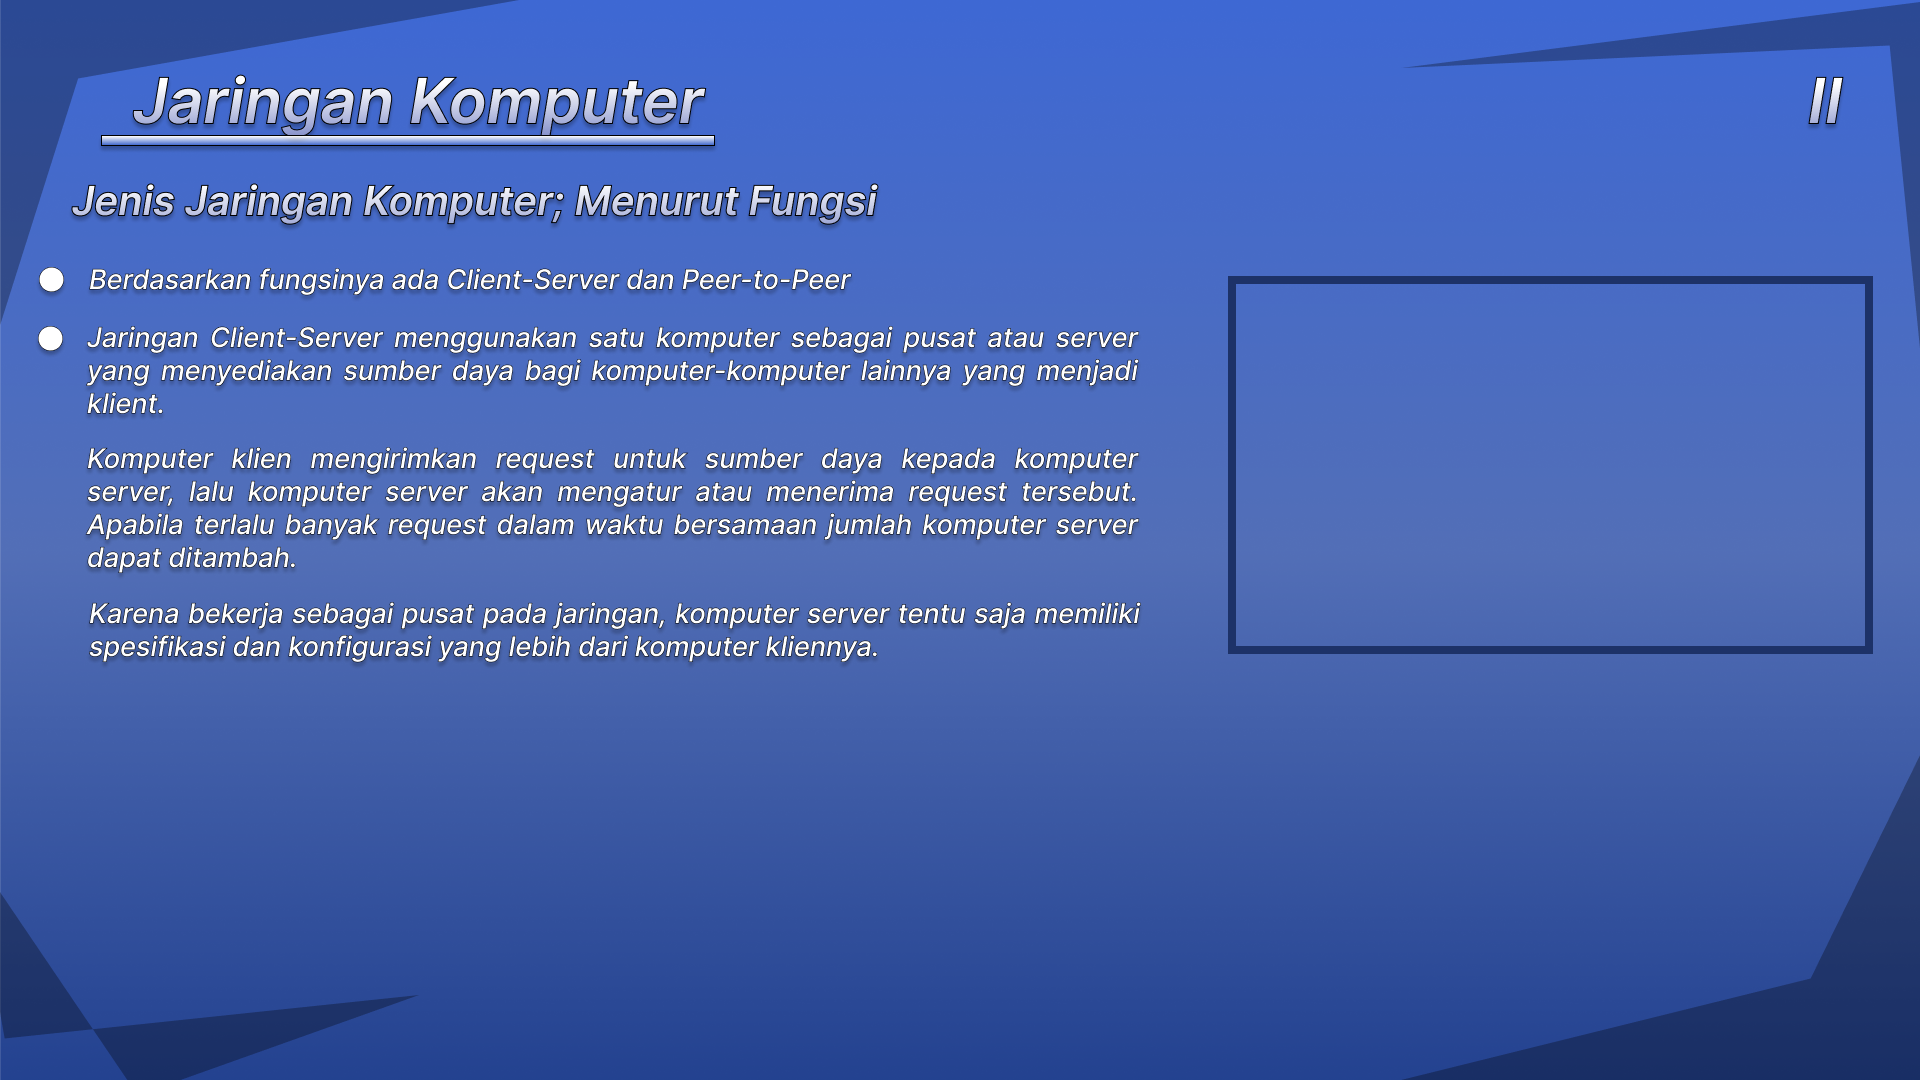 Jaringan Komputer
II
Jenis Jaringan Komputer; Menurut Fungsi
Berdasarkan fungsinya ada Client-Server dan Peer-to-Peer
Jaringan Client-Server menggunakan satu komputer sebagai pusat atau server
yang menyediakan sumber daya bagi komputer-komputer lainnya yang menjadi
klient.
Komputer klien mengirimkan request untuk sumber daya kepada komputer
server, lalu komputer server akan mengatur atau menerima request tersebut.
Apabila terlalu banyak request dalam waktu bersamaan jumlah komputer server
dapat ditambah.
Karena bekerja sebagai pusat pada jaringan, komputer server tentu saja memiliki
spesifikasi dan konfigurasi yang lebih dari komputer kliennya.